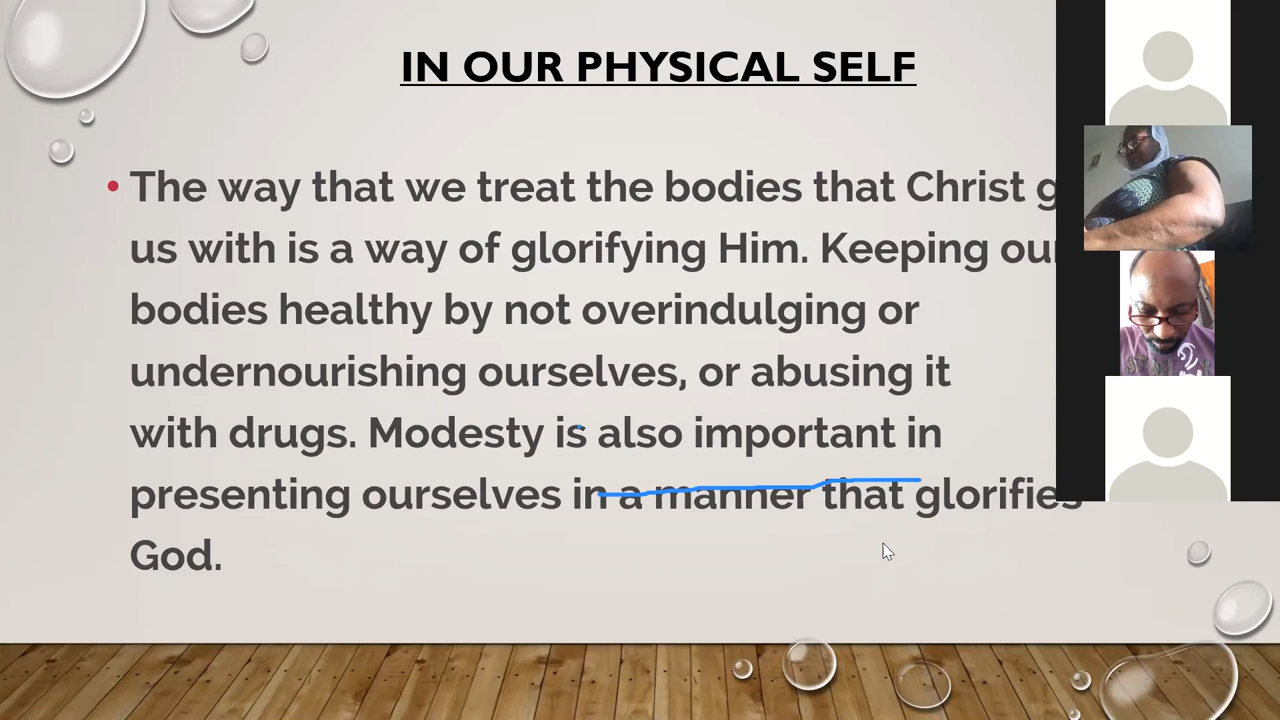 IN OUR PHYSICAL SELF
The way that we treat the bodies that Christ
us with is a way of glorifying Him. Keeping our
bodies healthy by not overindulging or
undernourishing ourselves, or abusing it
with drugs. Modesty is also important in
presenting ourselves in a manner that glorifies
God.